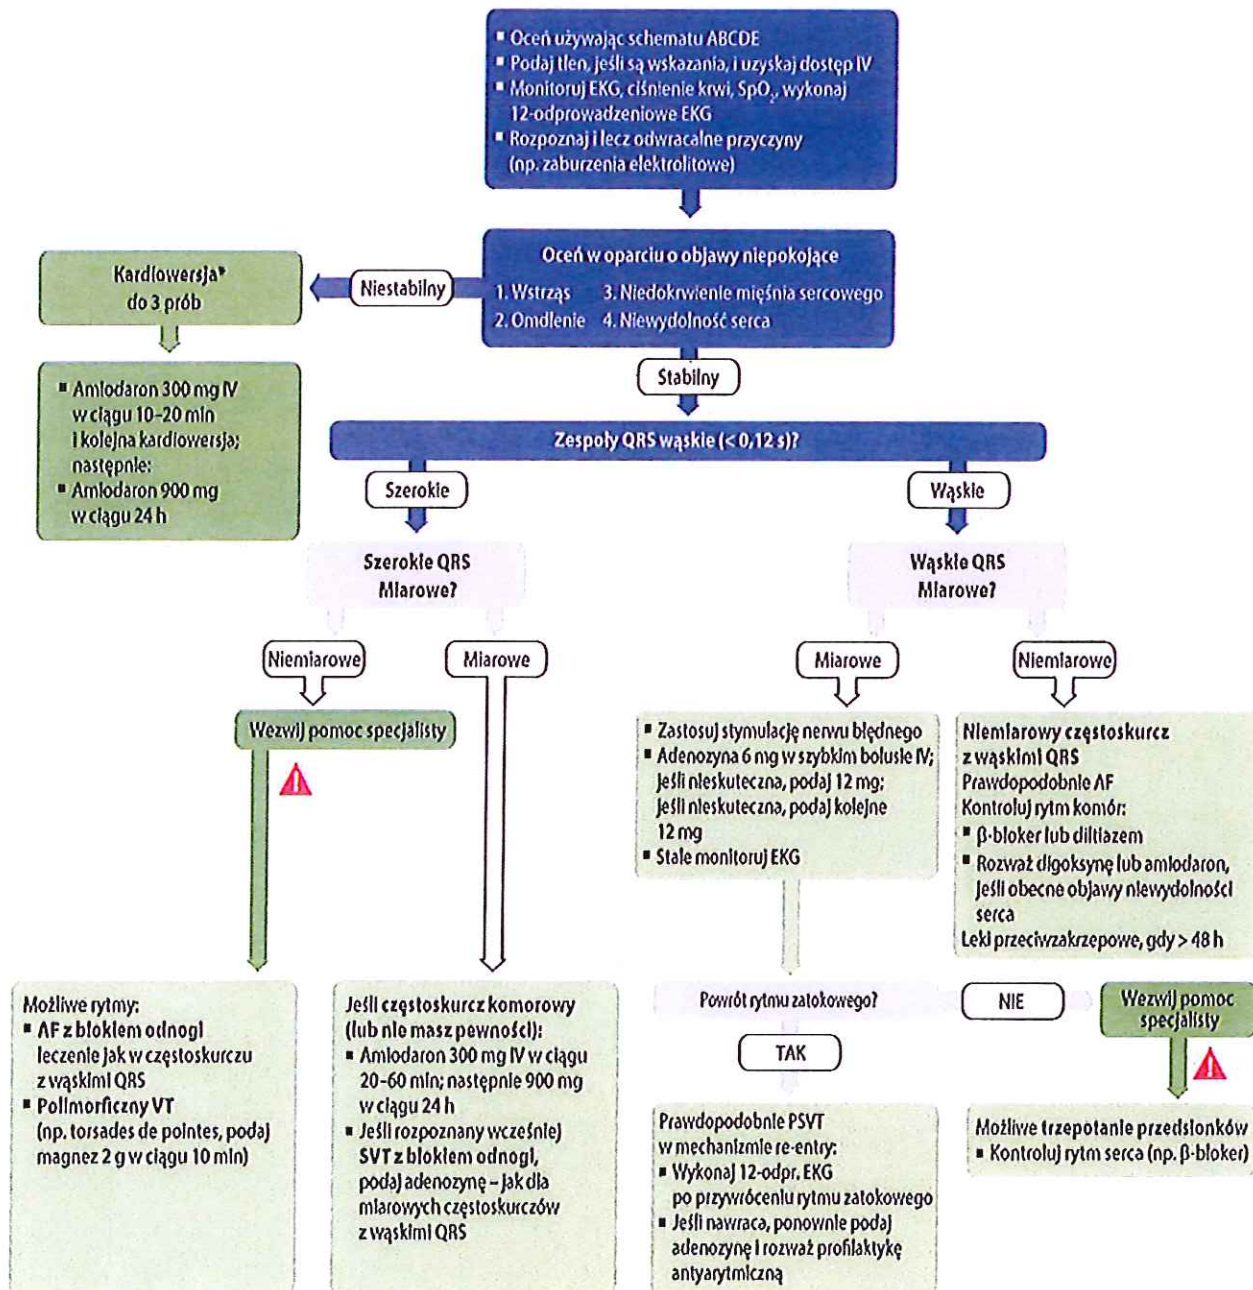 ▪ Oceń używając schematu ABCDE
▪ Podaj tlen, jeśli są wskazania, i uzyskaj dostęp IV
▪ Monitoruj EKG, ciśnienie krwi, SpO₂, wykonaj
12-odprowadzeniowe EKG
▪ Rozpoznaj i lecz odwracalne przyczyny
(np. zaburzenia elektrolitowe)
Oceń w oparciu o objawy niepokojące
1. Wstrząs 3. Niedokrwienie mięśnia sercowego
2. Omdlenie 4. Niewydolność serca
Niestabilny
Kardiowersja*
do 3 prób
▪ Amiodaron 300 mg IV
w ciągu 10–20 min
i kolejna kardiowersja;
następnie:
▪ Amiodaron 900 mg
w ciągu 24 h
Stabilny
Zespoły QRS wąskie (< 0,12 s)?
Szerokie
Wąskie
Szerokie QRS
Miarowe?
Wąskie QRS
Miarowe?
Niemiarowe
Miarowe
Miarowe
Niemiarowe
Wezwij pomoc specjalisty
▪ Zastosuj stymulację nerwu błędnego
▪ Adenozyna 6 mg w szybkim bolusie IV;
jeśli nieskuteczna, podaj 12 mg;
jeśli nieskuteczna, podaj kolejne
12 mg
▪ Stale monitoruj EKG
Niemiarowy częstoskurcz
z wąskimi QRS
Prawdopodobnie AF
Kontroluj rytm komór:
▪ β-bloker lub diltiazem
▪ Rozważ digoksynę lub amiodaron,
jeśli obecne objawy niewydolności
serca
Leki przeciwzakrzepowe, gdy > 48 h
Możliwe rytmy:
▪ AF z blokiem odnogi
leczenie jak w częstoskurczu
z wąskimi QRS
▪ Polimorficzny VT
(np. torsades de pointes, podaj
magnez 2 g w ciągu 10 min)
Jeśli częstoskurcz komorowy
(lub nie masz pewności):
▪ Amiodaron 300 mg IV w ciągu
20–60 min; następnie 900 mg
w ciągu 24 h
▪ Jeśli rozpoznany wcześniej
SVT z blokiem odnogi,
podaj adenozynę – jak dla
miarowych częstoskurczów
z wąskimi QRS
Powrót rytmu zatokowego?
NIE
Wezwij pomoc
specjalisty
TAK
Prawdopodobnie PSVT
w mechanizmie re-entry:
▪ Wykonaj 12-odpr. EKG
po przywróceniu rytmu zatokowego
▪ Jeśli nawraca, ponownie podaj
adenozynę i rozważ profilaktykę
antyarytmiczną
Możliwe trzepotanie przedsionków
▪ Kontroluj rytm serca (np. β-bloker)